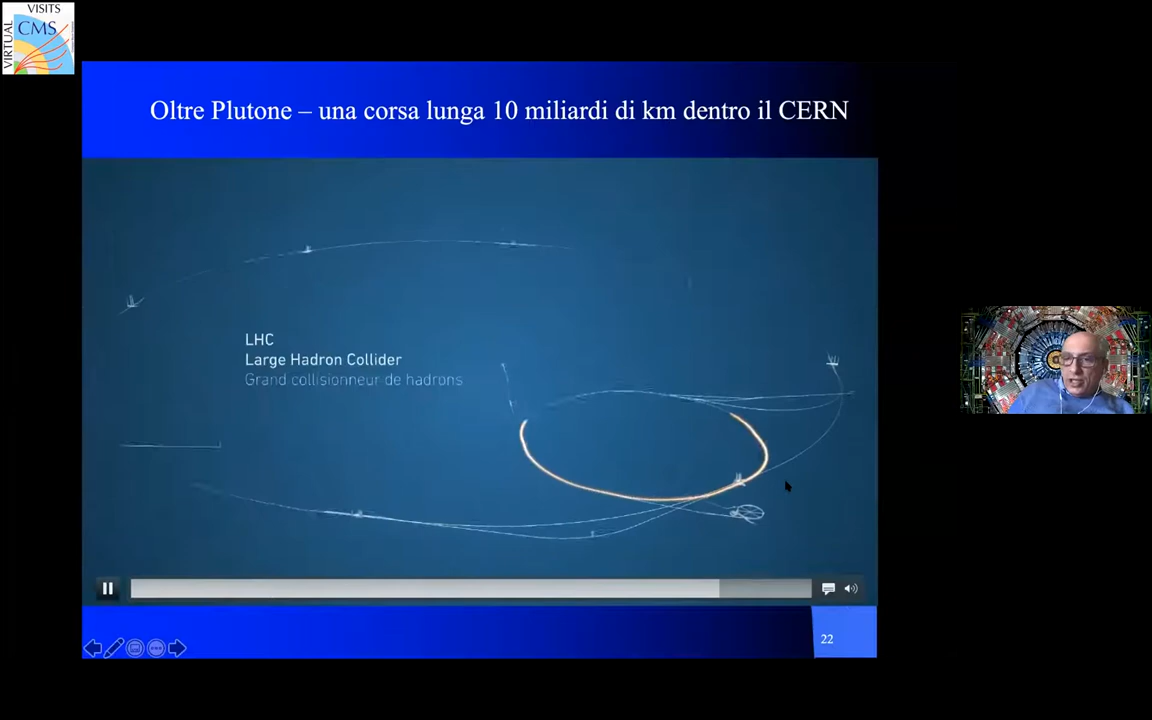 VISITS
VIRTUAL
CMS
Oltre Plutone – una corsa lunga 10 miliardi di km dentro il CERN
LHC
Large Hadron Collider
Grand collisionneur de hadrons
22